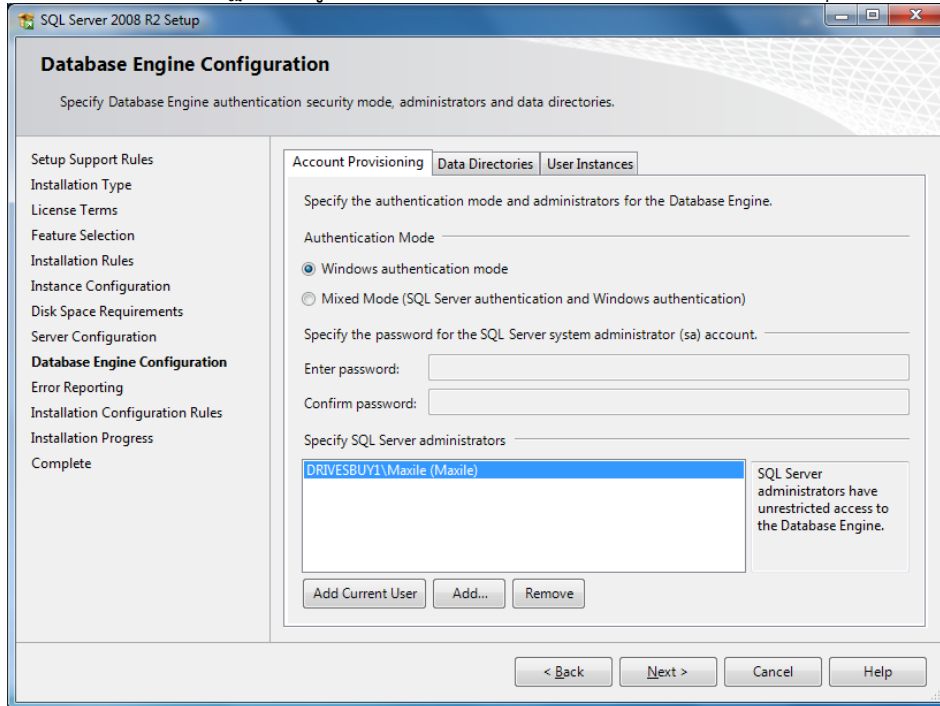 SQL Server 2008 R2 Setup
Database Engine Configuration
Specify Database Engine authentication security mode, administrators and data directories.
Setup Support Rules
Installation Type
License Terms
Feature Selection
Installation Rules
Instance Configuration
Disk Space Requirements
Server Configuration
Database Engine Configuration
Error Reporting
Installation Configuration Rules
Installation Progress
Complete
Account Provisioning
Data Directories
User Instances
Specify the authentication mode and administrators for the Database Engine.
Authentication Mode
Windows authentication mode
Mixed Mode (SQL Server authentication and Windows authentication)
Specify the password for the SQL Server system administrator (sa) account.
Enter password:
Confirm password:
Specify SQL Server administrators
DRIVESBUY1\Maxile (Maxile)
SQL Server
administrators have
unrestricted access to
the Database Engine.
Add Current User
Add...
Remove
< Back
Next >
Cancel
Help